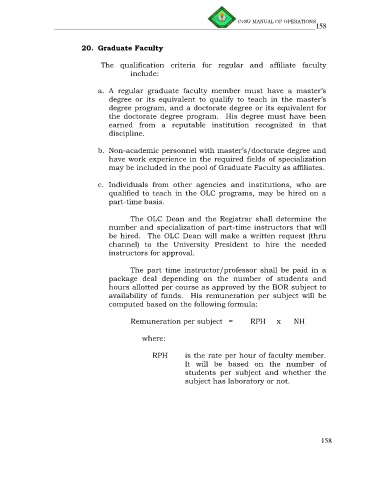 CvSU MANUAL OF OPERATIONS
158
20. Graduate Faculty
The qualification criteria for regular and affiliate faculty
include:
a. A regular graduate faculty member must have a master's
degree or its equivalent to qualify to teach in the master's
degree program, and a doctorate degree or its equivalent for
the doctorate degree program. His degree must have been
earned from a reputable institution recognized in that
discipline.
b. Non-academic personnel with master's/doctorate degree and
have work experience in the required fields of specialization
may be included in the pool of Graduate Faculty as affiliates.
c. Individuals from other agencies and institutions, who are
qualified to teach in the OLC programs, may be hired on a
part-time basis.
The OLC Dean and the Registrar shall determine the
number and specialization of part-time instructors that will
be hired. The OLC Dean will make a written request (thru
channel) to the University President to hire the needed
instructors for approval.
The part time instructor/professor shall be paid in a
package deal depending on the number of students and
hours allotted per course as approved by the BOR subject to
availability of funds. His remuneration per subject will be
computed based on the following formula:
Remuneration per subject = RPH x NH
where:
RPH is the rate per hour of faculty member.
It will be based on the number of
students per subject and whether the
subject has laboratory or not.
158